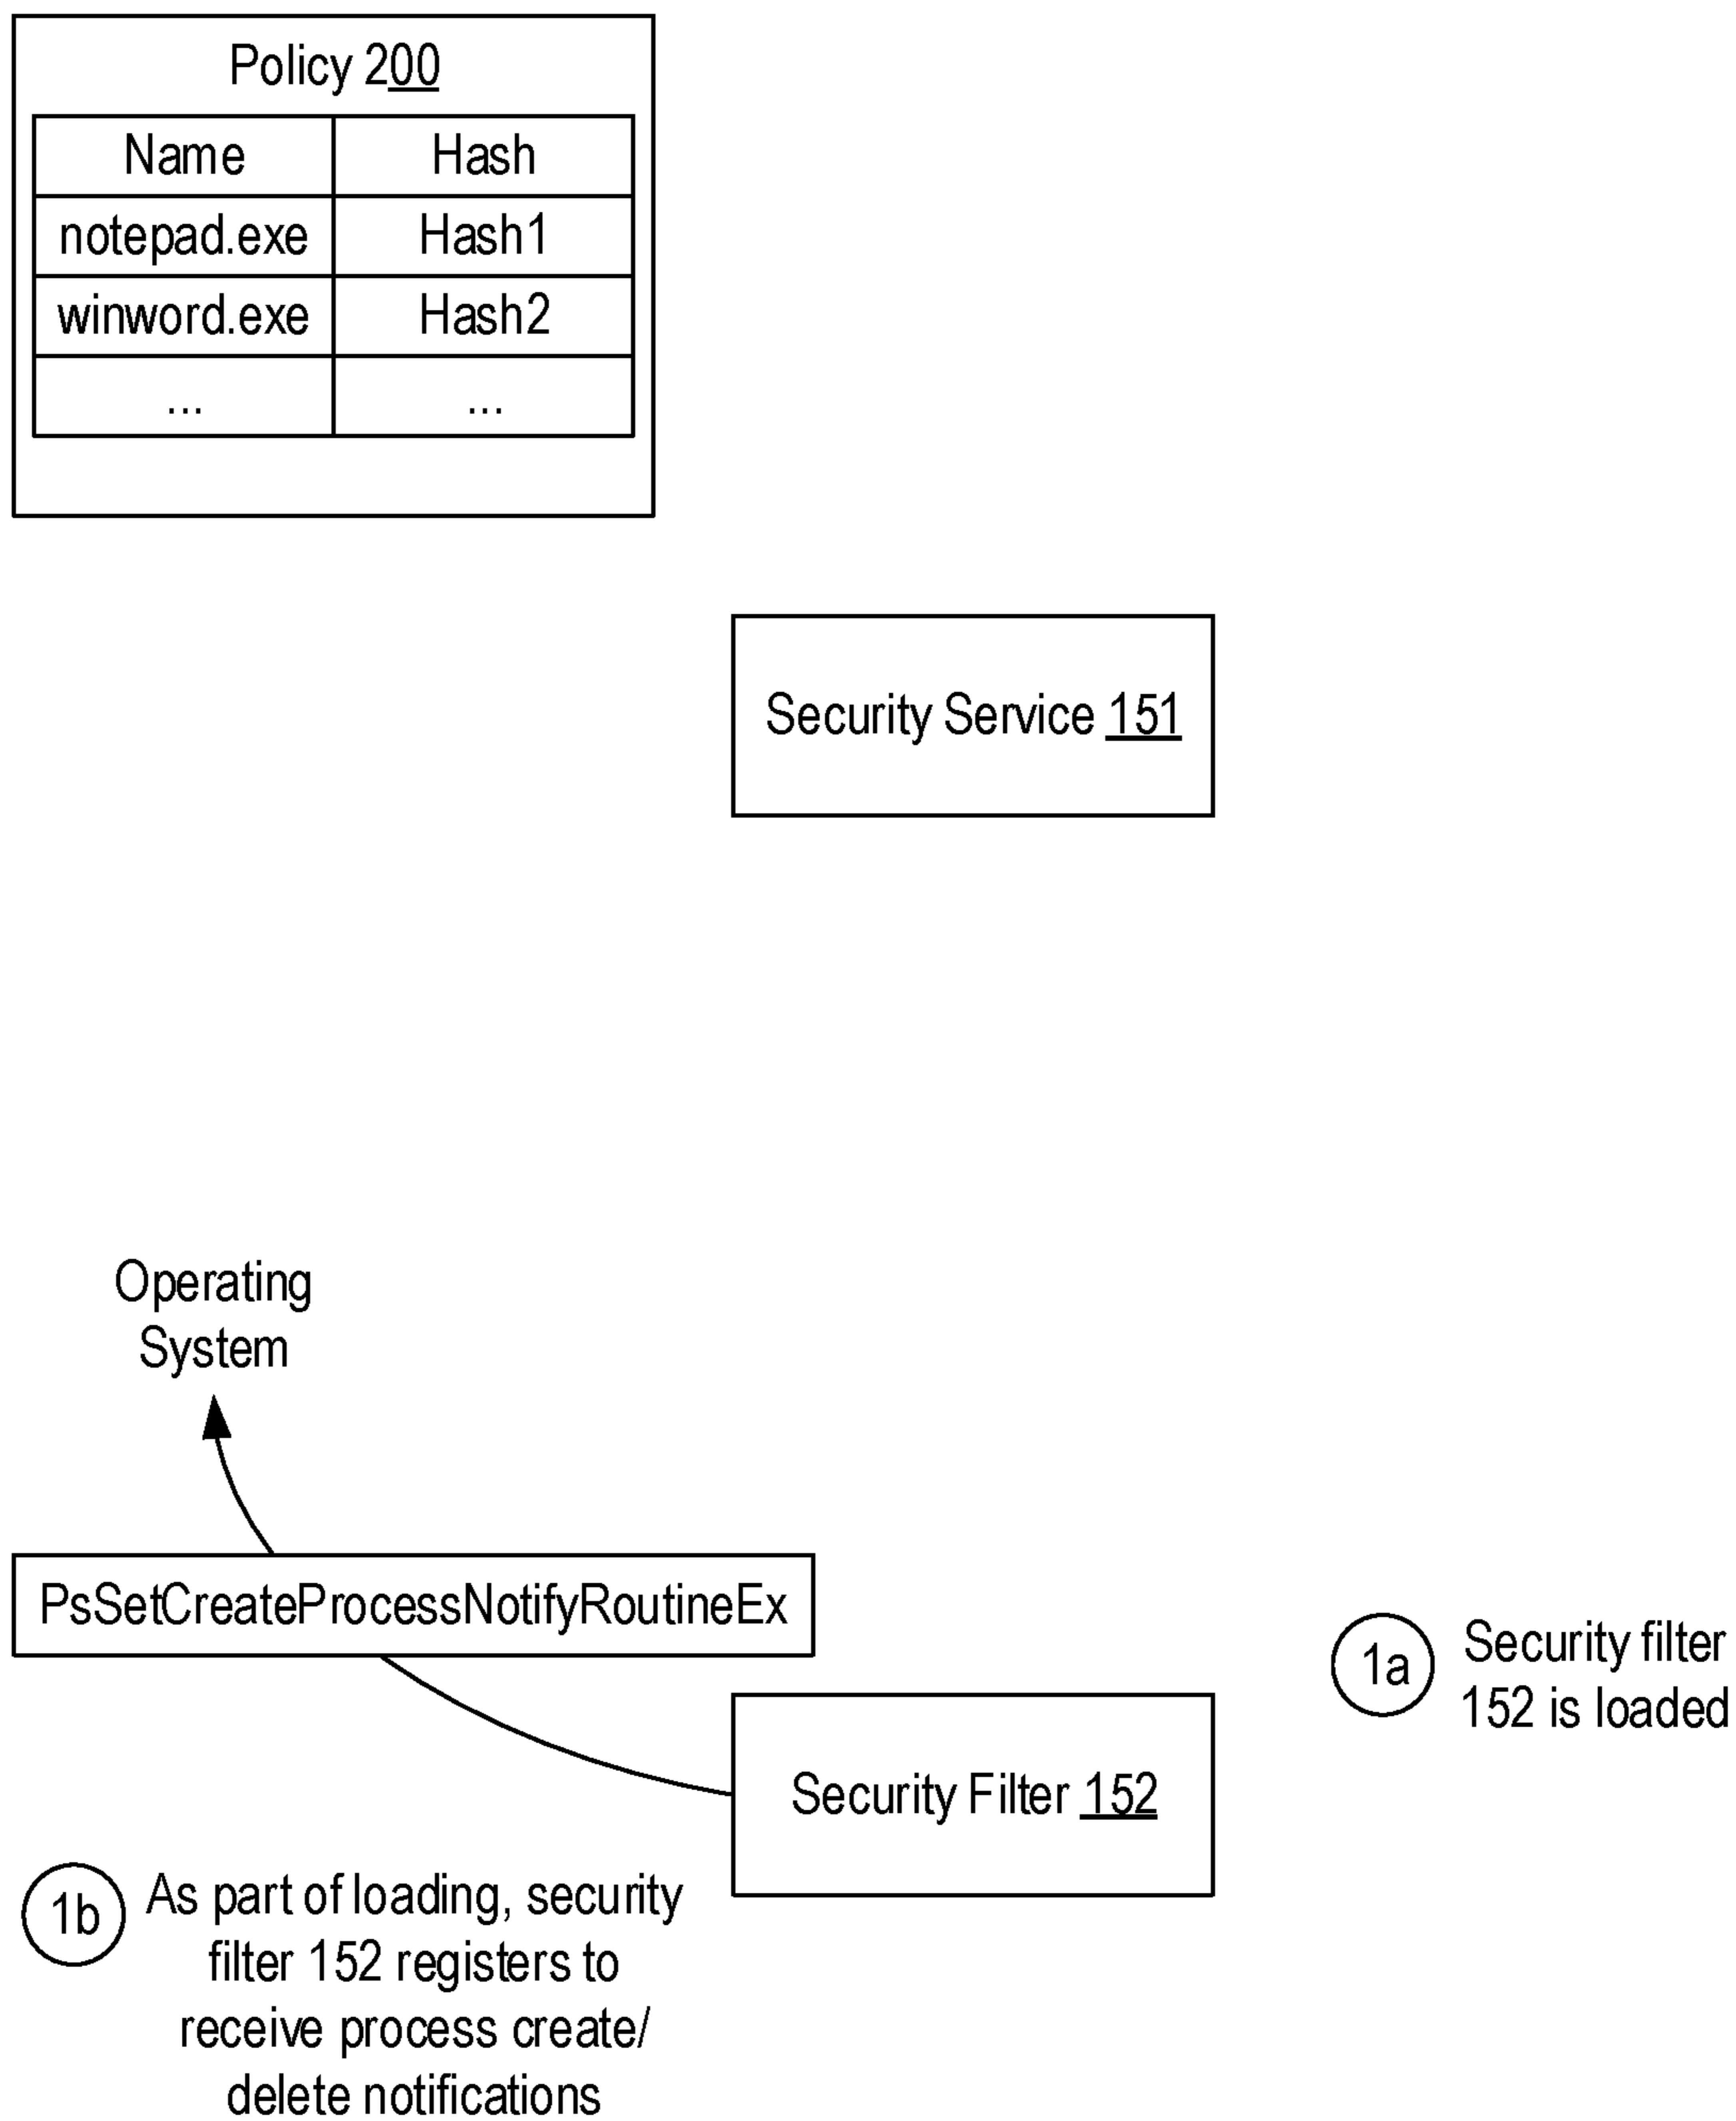 Policy 200
Name Hash
notepad.exe Hash1
winword.exe Hash2
... ...
Security Service 151
Operating
System
PsSetCreateProcessNotifyRoutineEx
1a
Security filter
152 is loaded
Security Filter 152
1b
As part of loading, security
filter 152 registers to
receive process create/
delete notifications